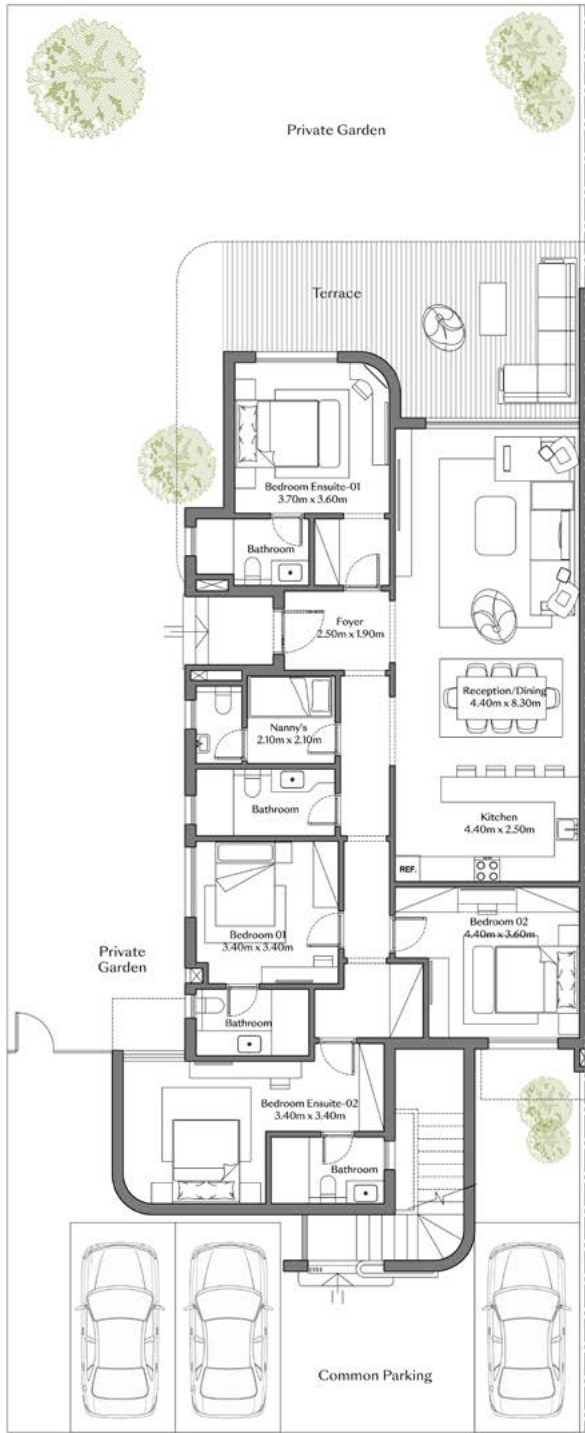 Private Garden
Terrace
Bedroom Ensuite-01
3.70m x 3.60m
Bathroom
Foyer
2.50m x 1.90m
Reception/Dining
4.40m x 8.30m
Nanny's
2.10m x 2.10m
Bathroom
Kitchen
4.40m x 2.50m
REF.
Bedroom 01
3.40m x 3.40m
Bedroom 02
4.40m x 3.60m
Private
Garden
Bathroom
Bedroom Ensuite-02
3.40m x 3.40m
Bathroom
Common Parking